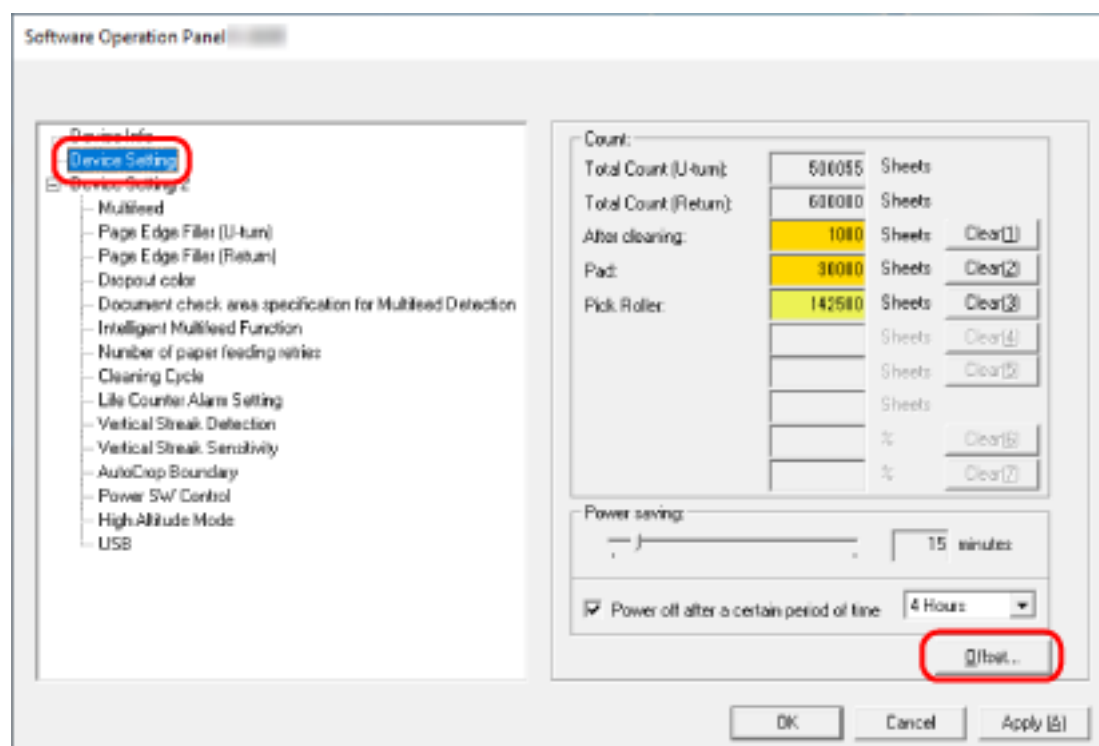 Software Operation Panel
Device Info
Device Setting
Device Setting 2
Multifeed
Page Edge Filler (U-turn)
Page Edge Filler (Return)
Dropout color
Document check area specification for Multifeed Detection
Intelligent Multifeed Function
Number of paper feeding retries
Cleaning Cycle
Life Counter Alarm Setting
Vertical Streak Detection
Vertical Streak Sensitivity
AutoCrop Boundary
Power SW Control
High Altitude Mode
USB
Count:
Total Count (U-turn): 500055 Sheets
Total Count (Return): 600000 Sheets
After cleaning: 1000 Sheets Clear(1)
Pad: 30000 Sheets Clear(2)
Pick Roller: 142500 Sheets Clear(3)
Sheets Clear(4)
Sheets Clear(5)
Sheets
% Clear(6)
% Clear(7)
Power saving:
15 minutes
Power off after a certain period of time 4 Hours
Offset...
OK Cancel Apply (A)